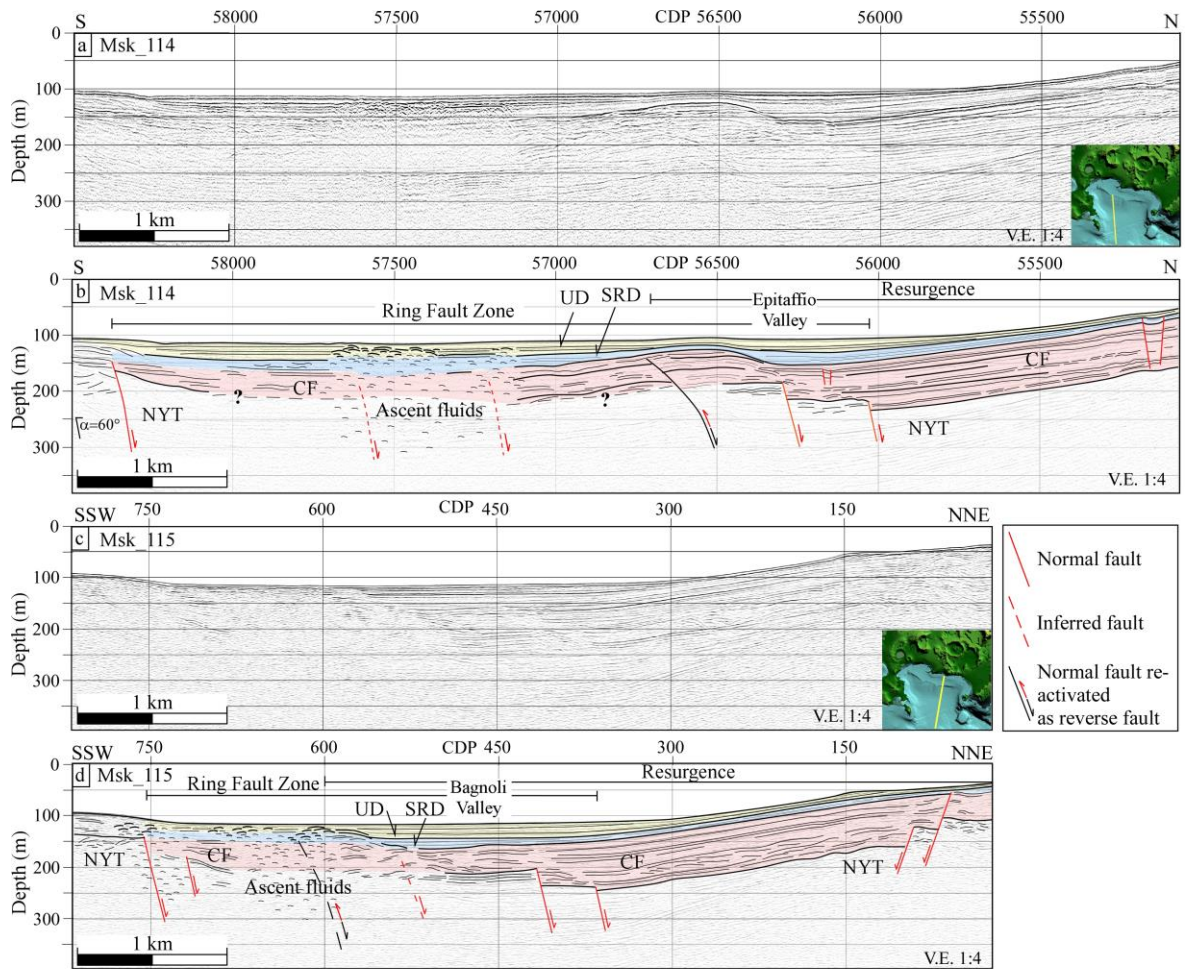 S 58000 57500 57000 CDP 56500 56000 55500 N
a Msk_114
0
100
200
300
Depth (m)
1 km
V.E. 1:4
S 58000 57500 57000 CDP 56500 56000 55500 N
b Msk_114
Resurgence
Ring Fault Zone UD SRD Epitaffio
Valley
0
100
200
300
Depth (m)
CF CF
? ?
Ascent fluids
NYT NYT
α=60°
1 km
V.E. 1:4
SSW 750 600 CDP 450 300 150 NNE
c Msk_115
0
100
200
300
Depth (m)
1 km
V.E. 1:4
Normal fault
Inferred fault
Normal fault re-
activated
as reverse fault
SSW 750 600 CDP 450 300 150 NNE
d Msk_115
Resurgence
Ring Fault Zone Bagnoli
Valley
UD SRD
0
100
200
300
Depth (m)
NYT CF CF NYT
Ascent fluids
1 km
V.E. 1:4